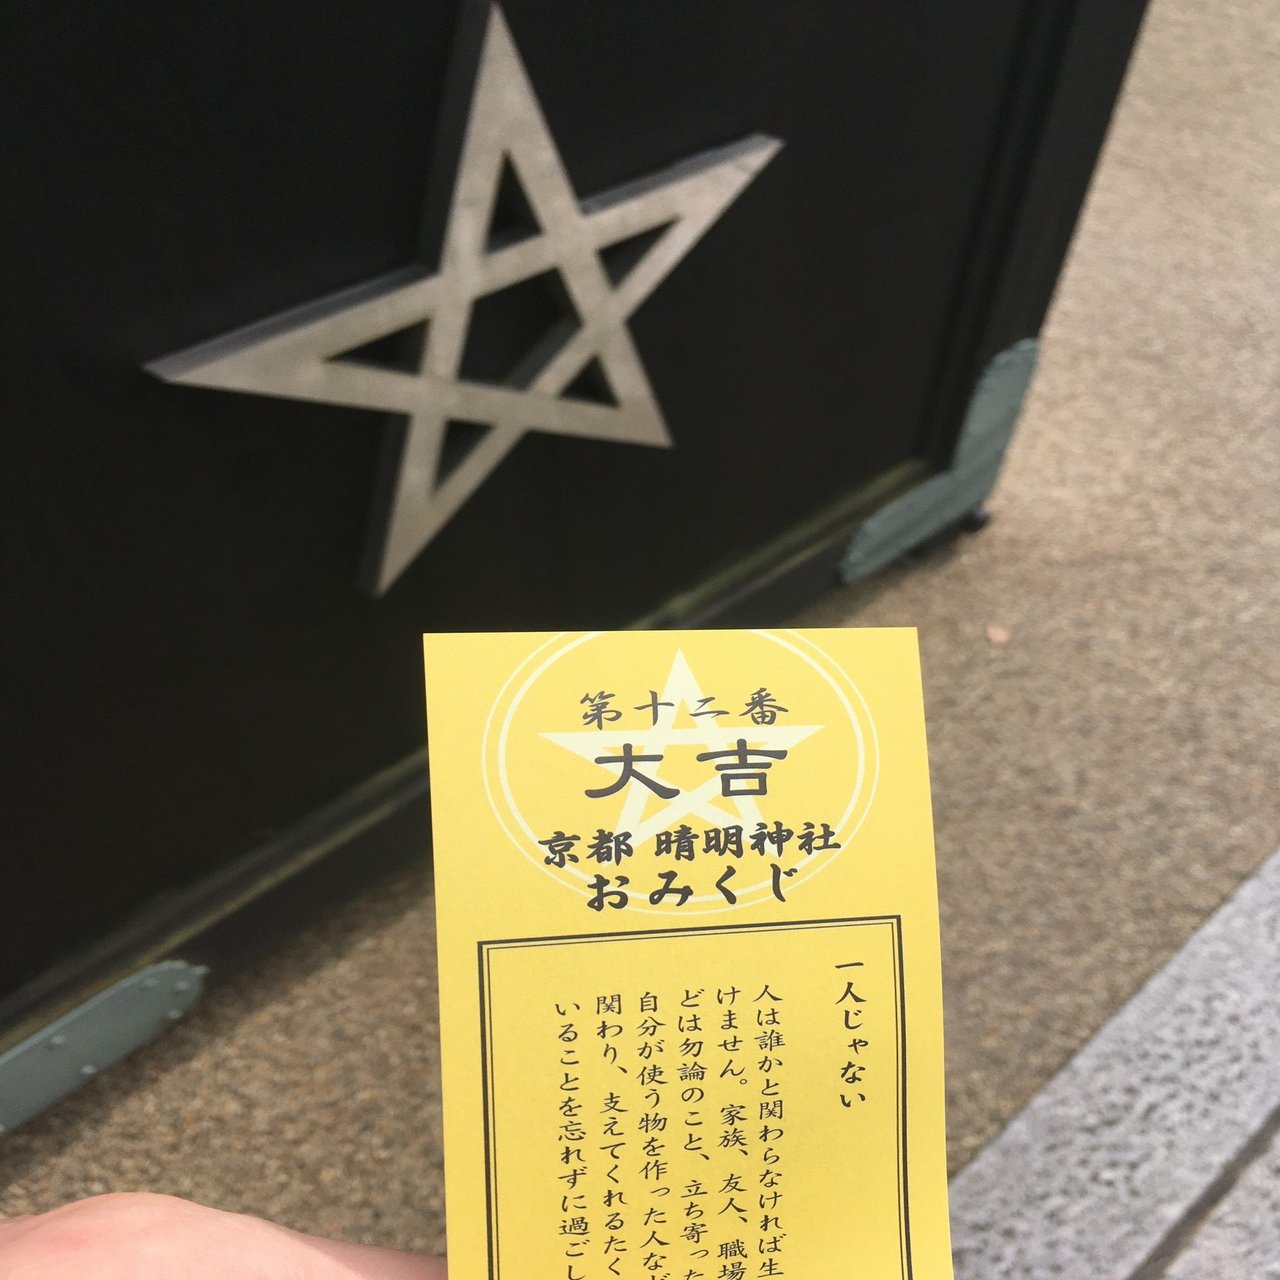 第十二番
大吉
京都 晴明神社
おみくじ
一人じゃない
人は誰かと関わらなければ生
けません。家族、友人、職場
どは勿論のこと、立ち寄った
自分が使う物を作った人など
関わり、支えてくれるたく
いることを忘れずに過ごし